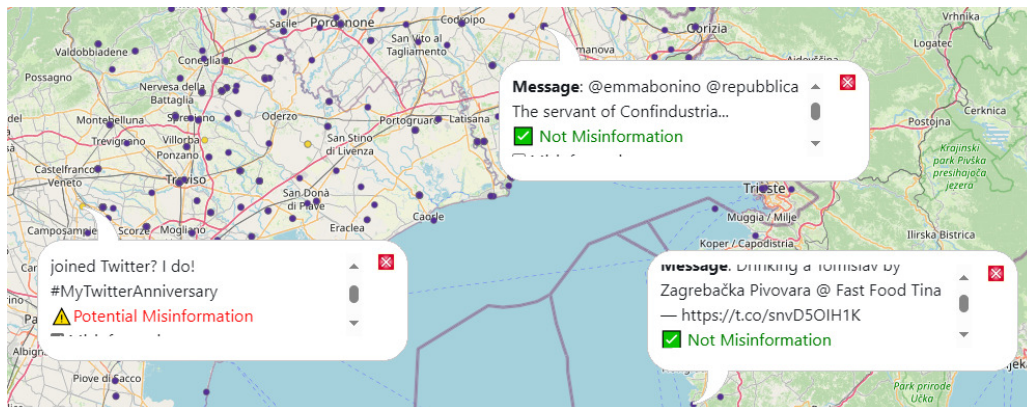 Sacile
Pordenone
Codroipo
Gorizia
Vrhnika
Valdobbiadene
San Vito al
Tagliamento
Logatec
Possagno
Nervesa della
Battaglia
Message: @emmabonino @repubblica
The servant of Confindustria...
✅ Not Misinformation
Cerknica
Postojna
Montebelluna
Oderzo
Portogruaro
Latisana
Trevignano
Villorba
Ponzano
San Stino
di Livenza
Krajinski
park Pivška
presihajoča
jezera
Castelfranco
Veneto
Treviso
San Donà
di Piave
Trieste
Scorzè
Mogliano
Eraclea
Caorle
Muggia / Milje
Koper / Capodistria
Ilirska Bistrica
joined Twitter? I do!
#MyTwitterAnniversary
⚠ Potential Misinformation
Message: Drinking a Tomislav by
Zagrebačka Pivovara @ Fast Food Tina
— https://t.co/snvD5OIH1K
✅ Not Misinformation
Piove di Sacco
Park prirode
Učka